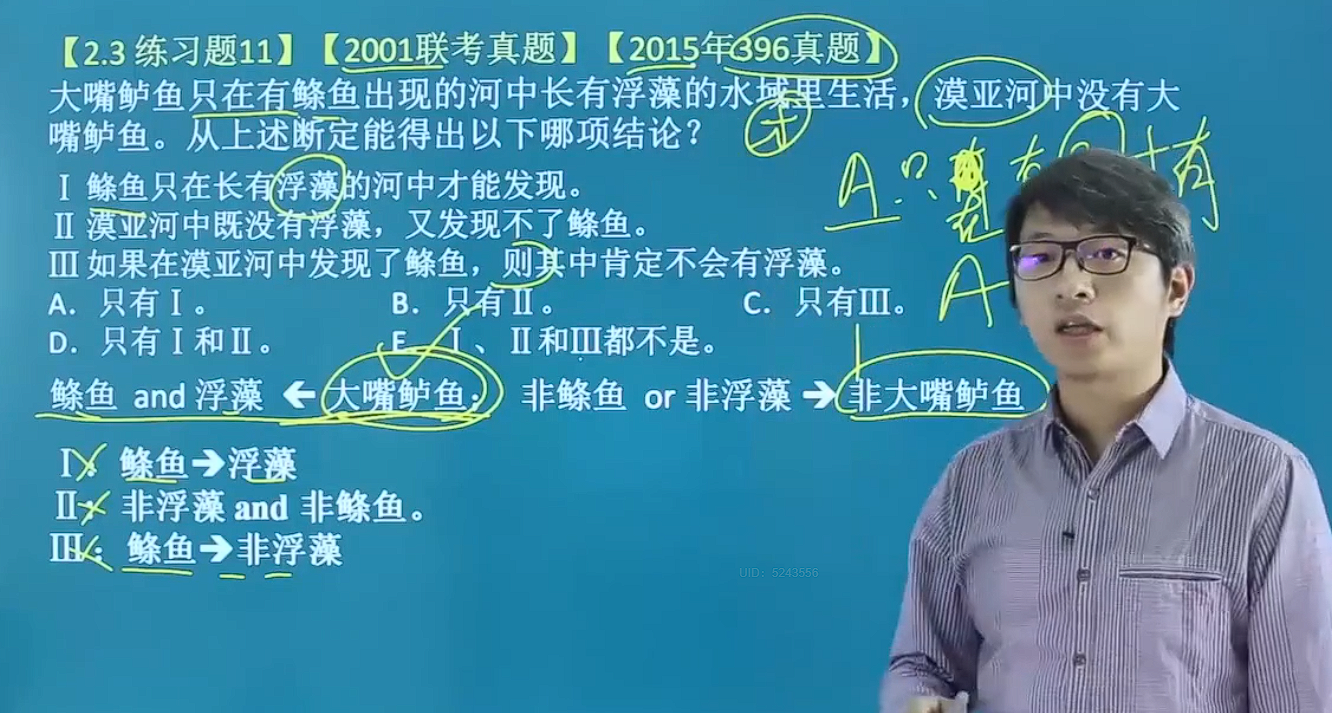 【2.3 练习题11】【2001联考真题】【2015年396真题】
大嘴鲈鱼只在有鲦鱼出现的河中长有浮藻的水域里生活，漠亚河中没有大
嘴鲈鱼。从上述断定能得出以下哪项结论？
Ⅰ 鲦鱼只在长有浮藻的河中才能发现。
Ⅱ 漠亚河中既没有浮藻，又发现不了鲦鱼。
Ⅲ 如果在漠亚河中发现了鲦鱼，则其中肯定不会有浮藻。
A. 只有Ⅰ。 B. 只有Ⅱ。 C. 只有Ⅲ。
D. 只有Ⅰ和Ⅱ。 E. Ⅰ、Ⅱ和Ⅲ都不是。
鲦鱼 and 浮藻 ← 大嘴鲈鱼； 非鲦鱼 or 非浮藻 → 非大嘴鲈鱼
Ⅰ：鲦鱼→浮藻
Ⅱ：非浮藻 and 非鲦鱼。
Ⅲ：鲦鱼→非浮藻
A
A
UID: 5243556